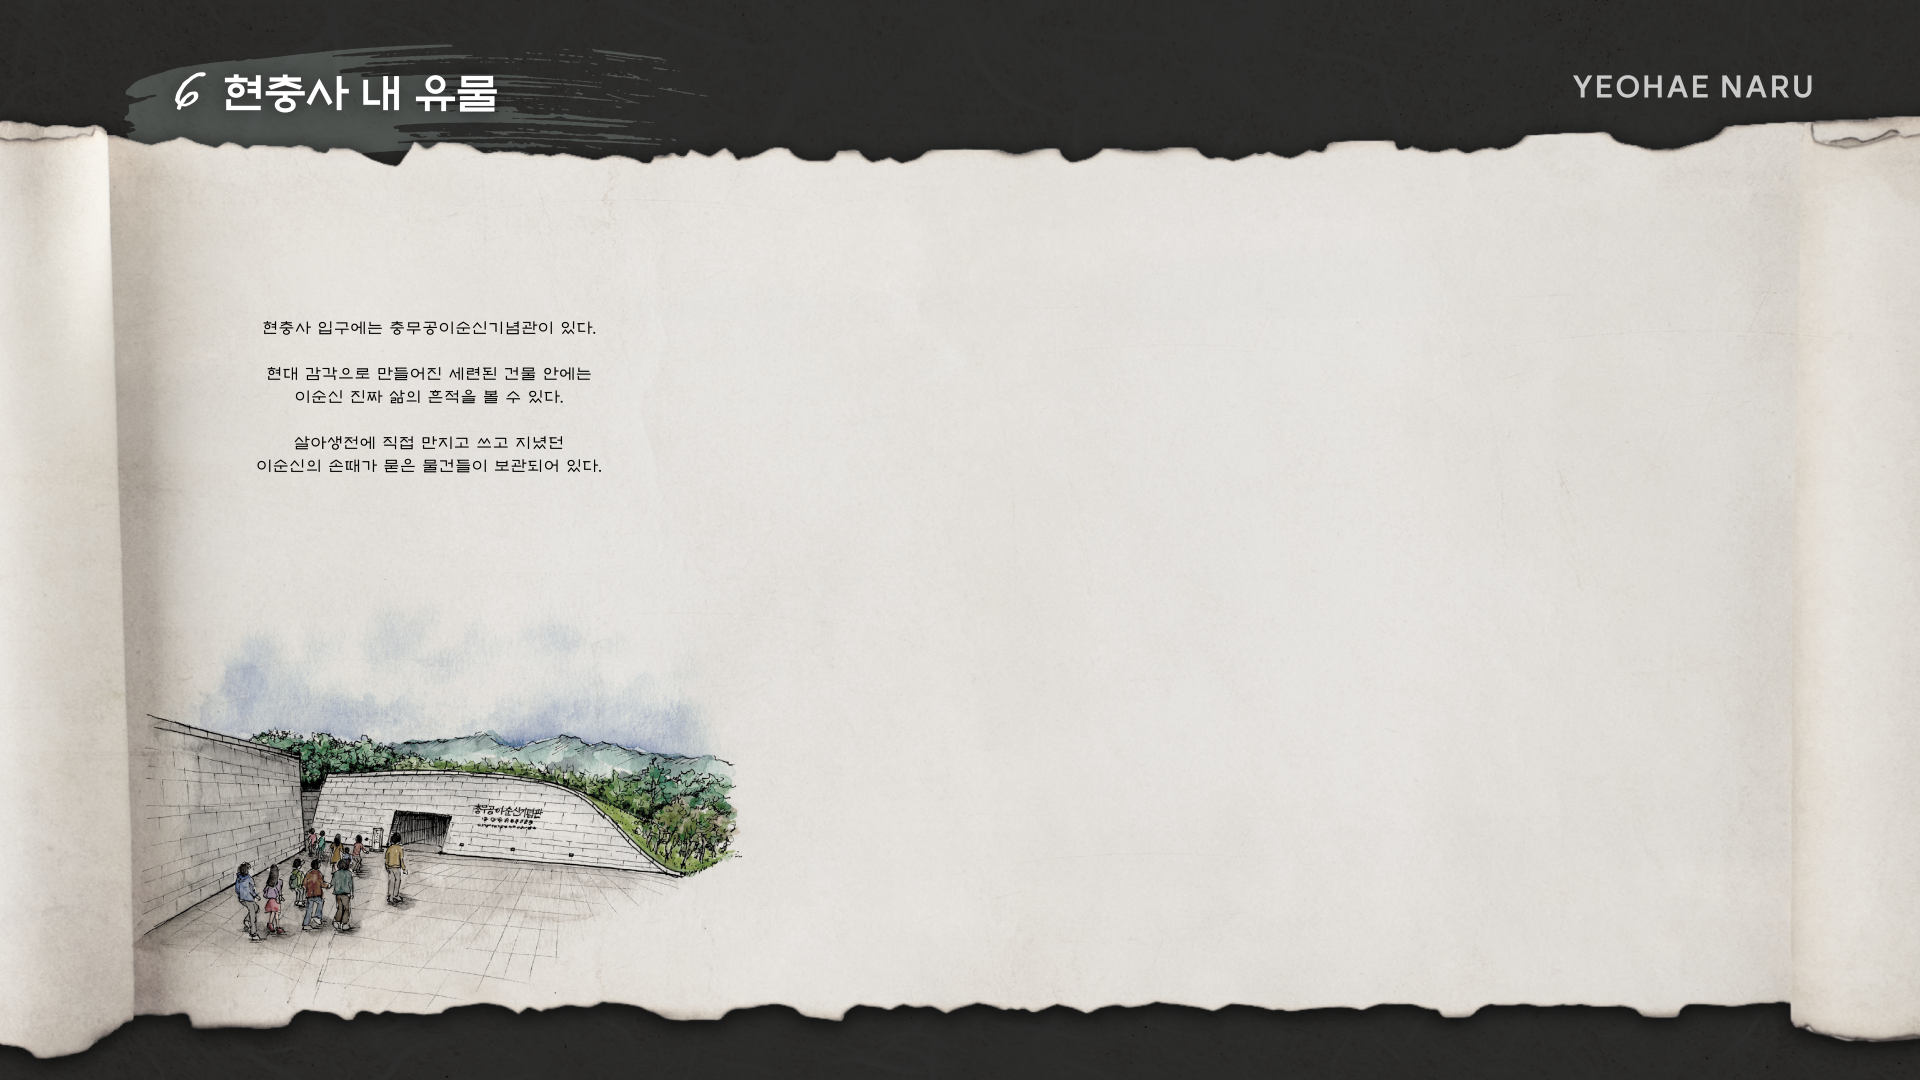 6 현충사 내 유물
YEOHAE NARU
현충사 입구에는 충무공이순신기념관이 있다.
현대 감각으로 만들어진 세련된 건물 안에는
이순신 진짜 삶의 흔적을 볼 수 있다.
살아생전에 직접 만지고 쓰고 지녔던
이순신의 손때가 묻은 물건들이 보관되어 있다.
충무공이순신기념관